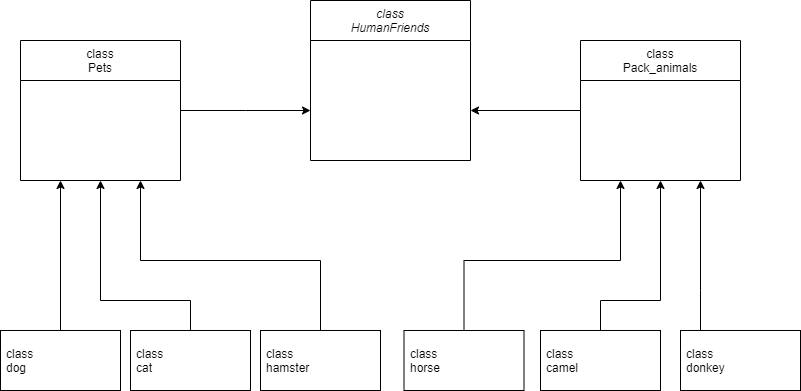 class
HumanFriends
class
Pets
class
Pack_animals
class
dog
class
cat
class
hamster
class
horse
class
camel
class
donkey